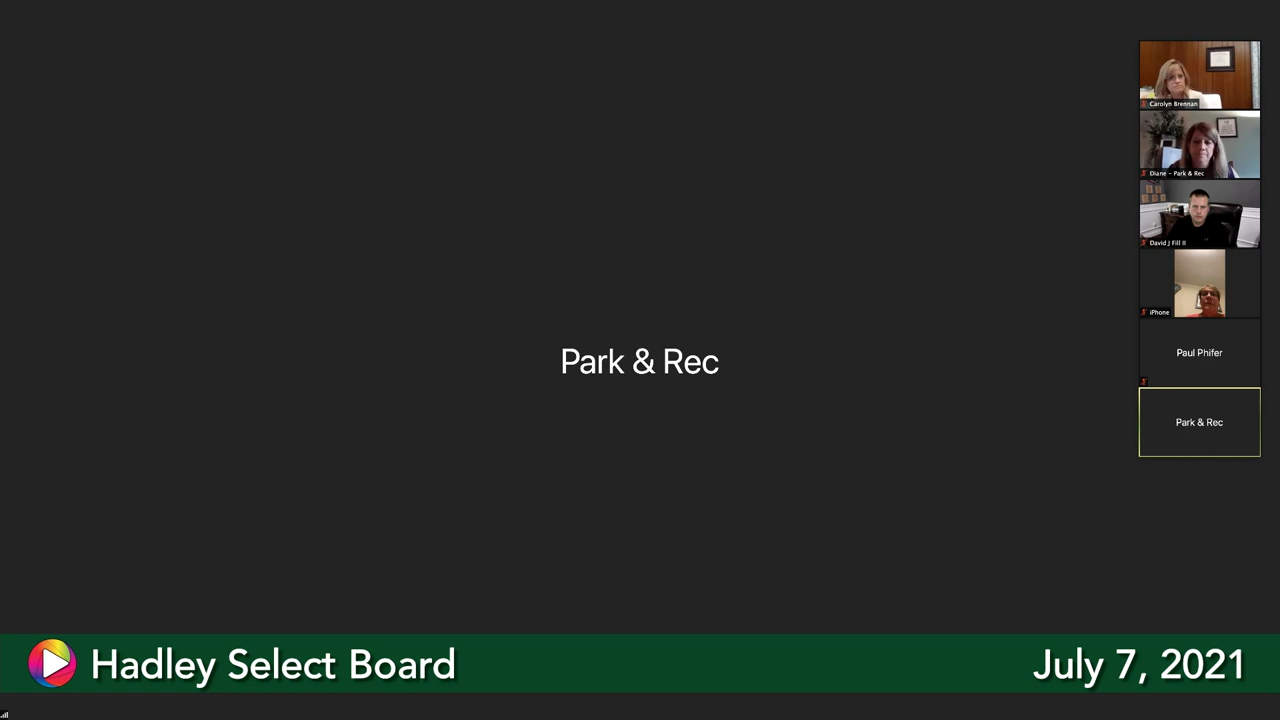 Carolyn Brennan
Diane - Park & Rec
David J Fill II
iPhone
Paul Phifer
Park & Rec
Park & Rec
Hadley Select Board
July 7, 2021